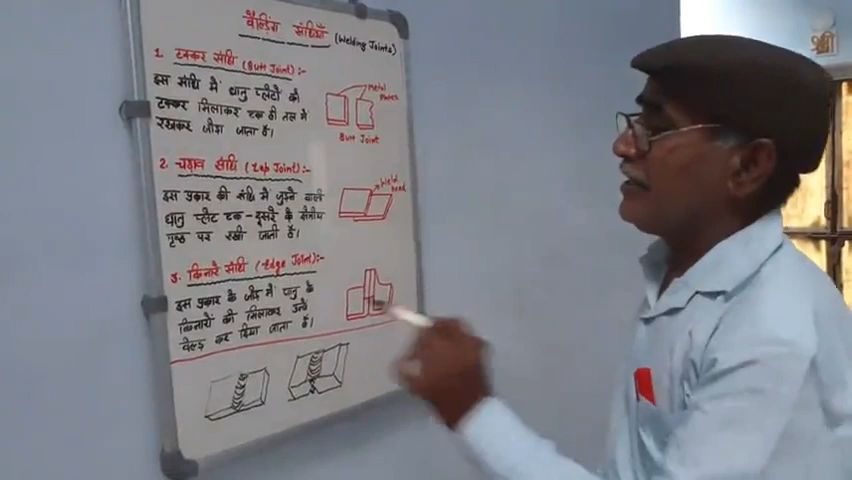 वैल्डिंग संधियाँ (Welding Joints)
1. टक्कर संधि (Butt Joint):-
इस संधि में धातु प्लेटों को
टक्कर मिलाकर एक ही तल में
रखकर जोड़ा जाता है।
Metal
Plates
Butt Joint
2. चढ़ाव संधि (Lap Joint):-
इस प्रकार की संधि में जुड़ने वाली
धातु प्लेट एक-दूसरे के समीप
पृष्ठ पर रखी जाती है।
Weld
Bead
3. किनारे संधि (Edge Joint):-
इस प्रकार के जोड़ में धातु के
किनारों को मिलाकर उन्हें
वेल्ड कर दिया जाता है।
श्री